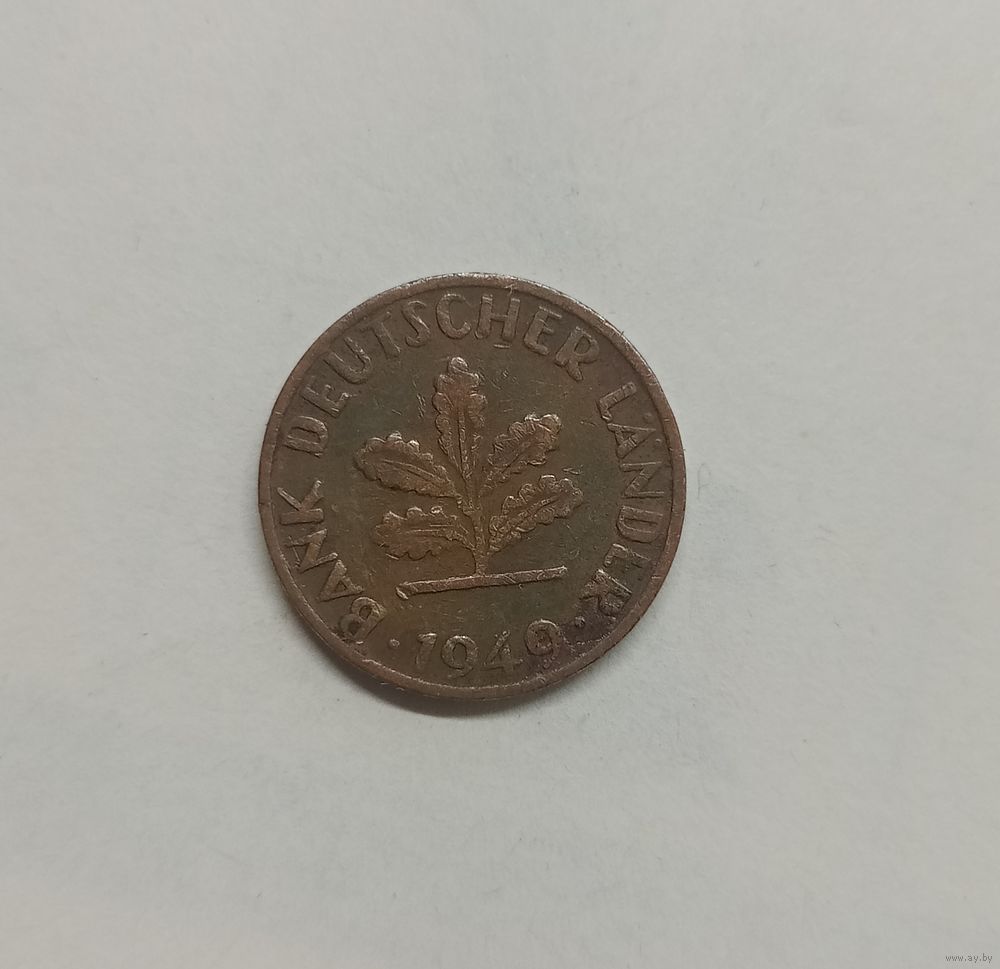 BANK DEUTSCHER LÄNDER
· 1949 ·
www.ay.by